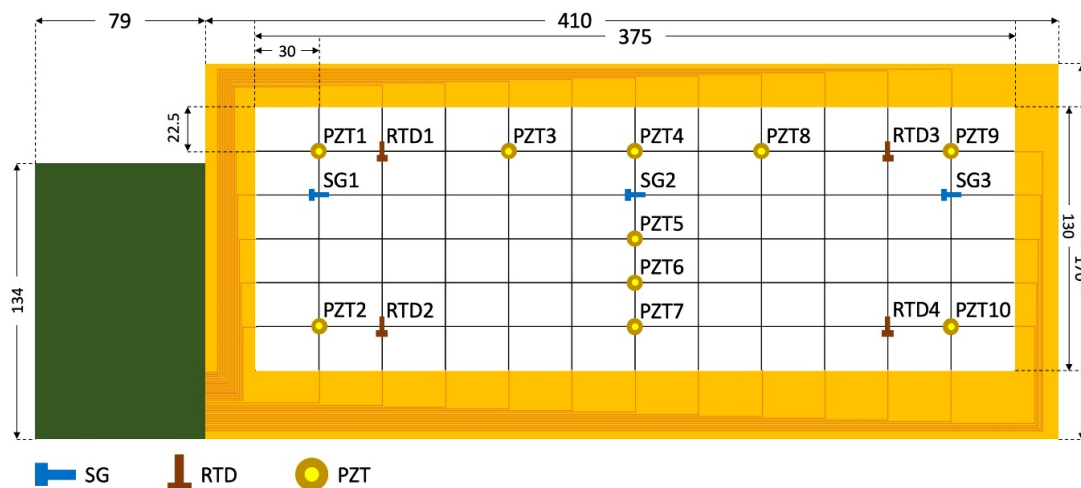 79
410
375
30
22.5
PZT1
RTD1
PZT3
PZT4
PZT8
RTD3
PZT9
SG1
SG2
SG3
PZT5
130
PZT6
134
PZT2
RTD2
PZT7
RTD4
PZT10
SG
RTD
PZT